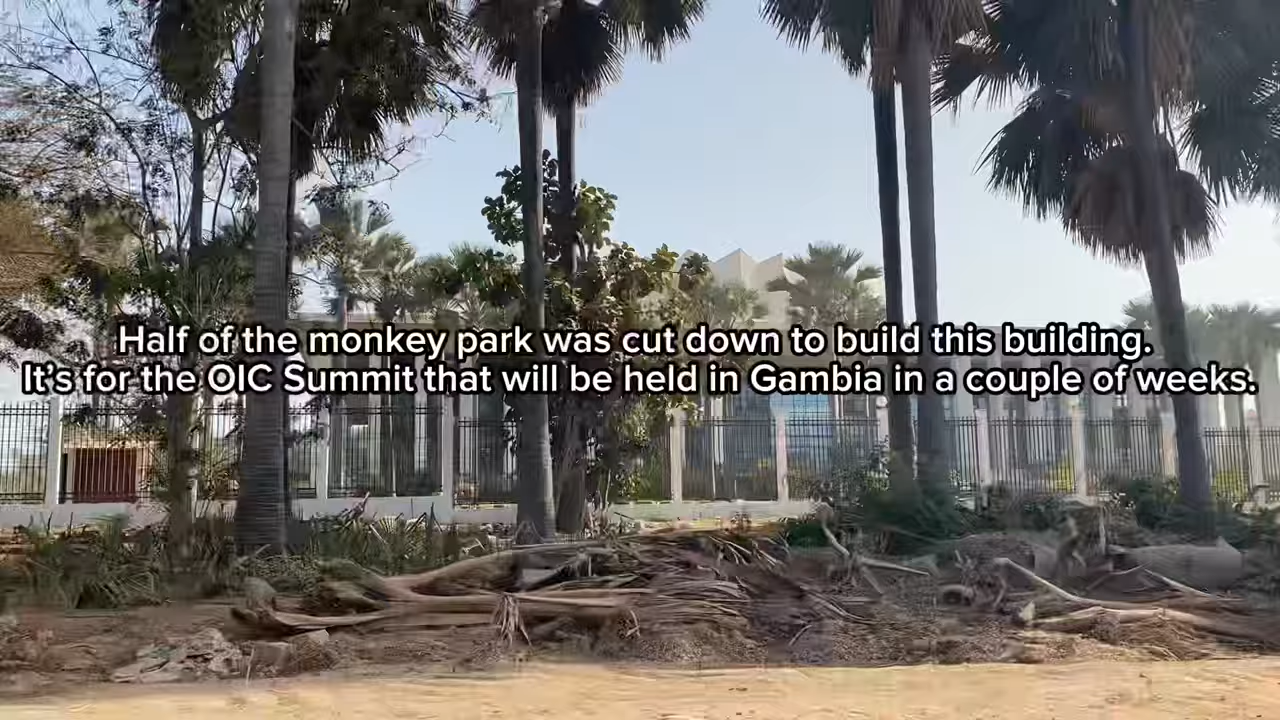 Half of the monkey park was cut down to build this building.
It's for the OIC Summit that will be held in Gambia in a couple of weeks.